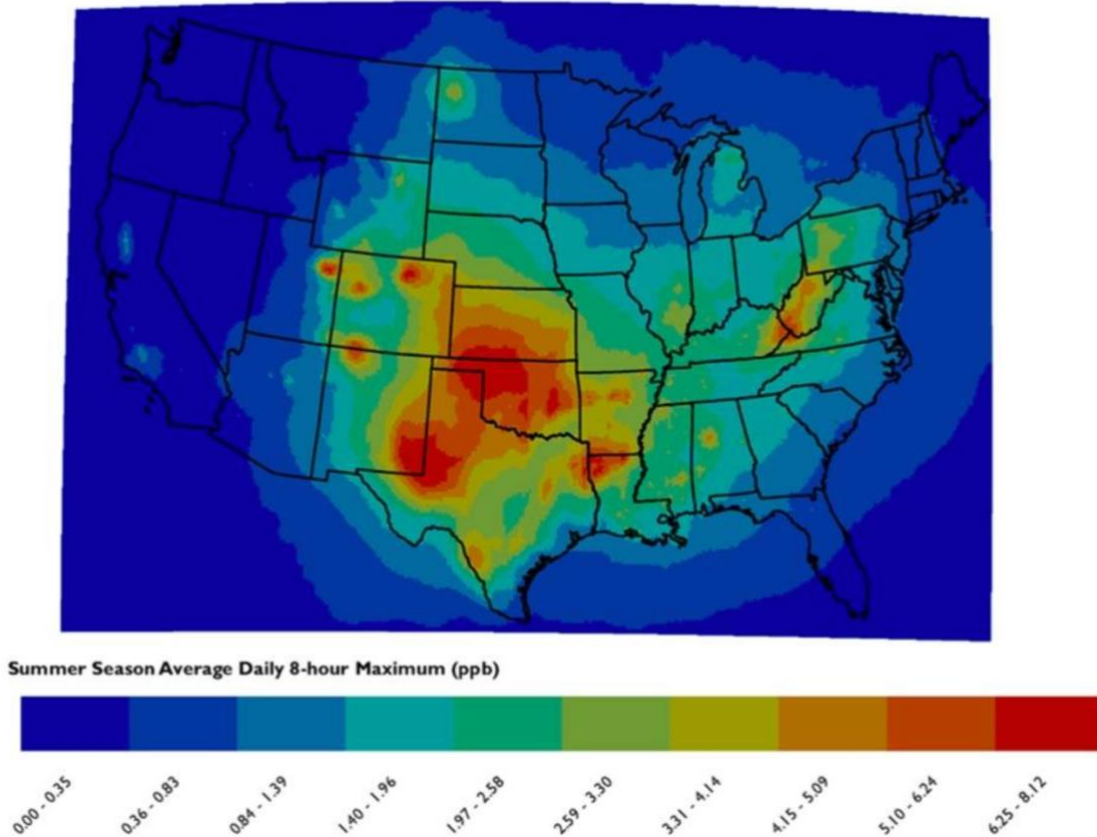 Summer Season Average Daily 8-hour Maximum (ppb)
0.00 - 0.35
0.36 - 0.83
0.84 - 1.39
1.40 - 1.96
1.97 - 2.58
2.59 - 3.30
3.31 - 4.14
4.15 - 5.09
5.10 - 6.24
6.25 - 8.12